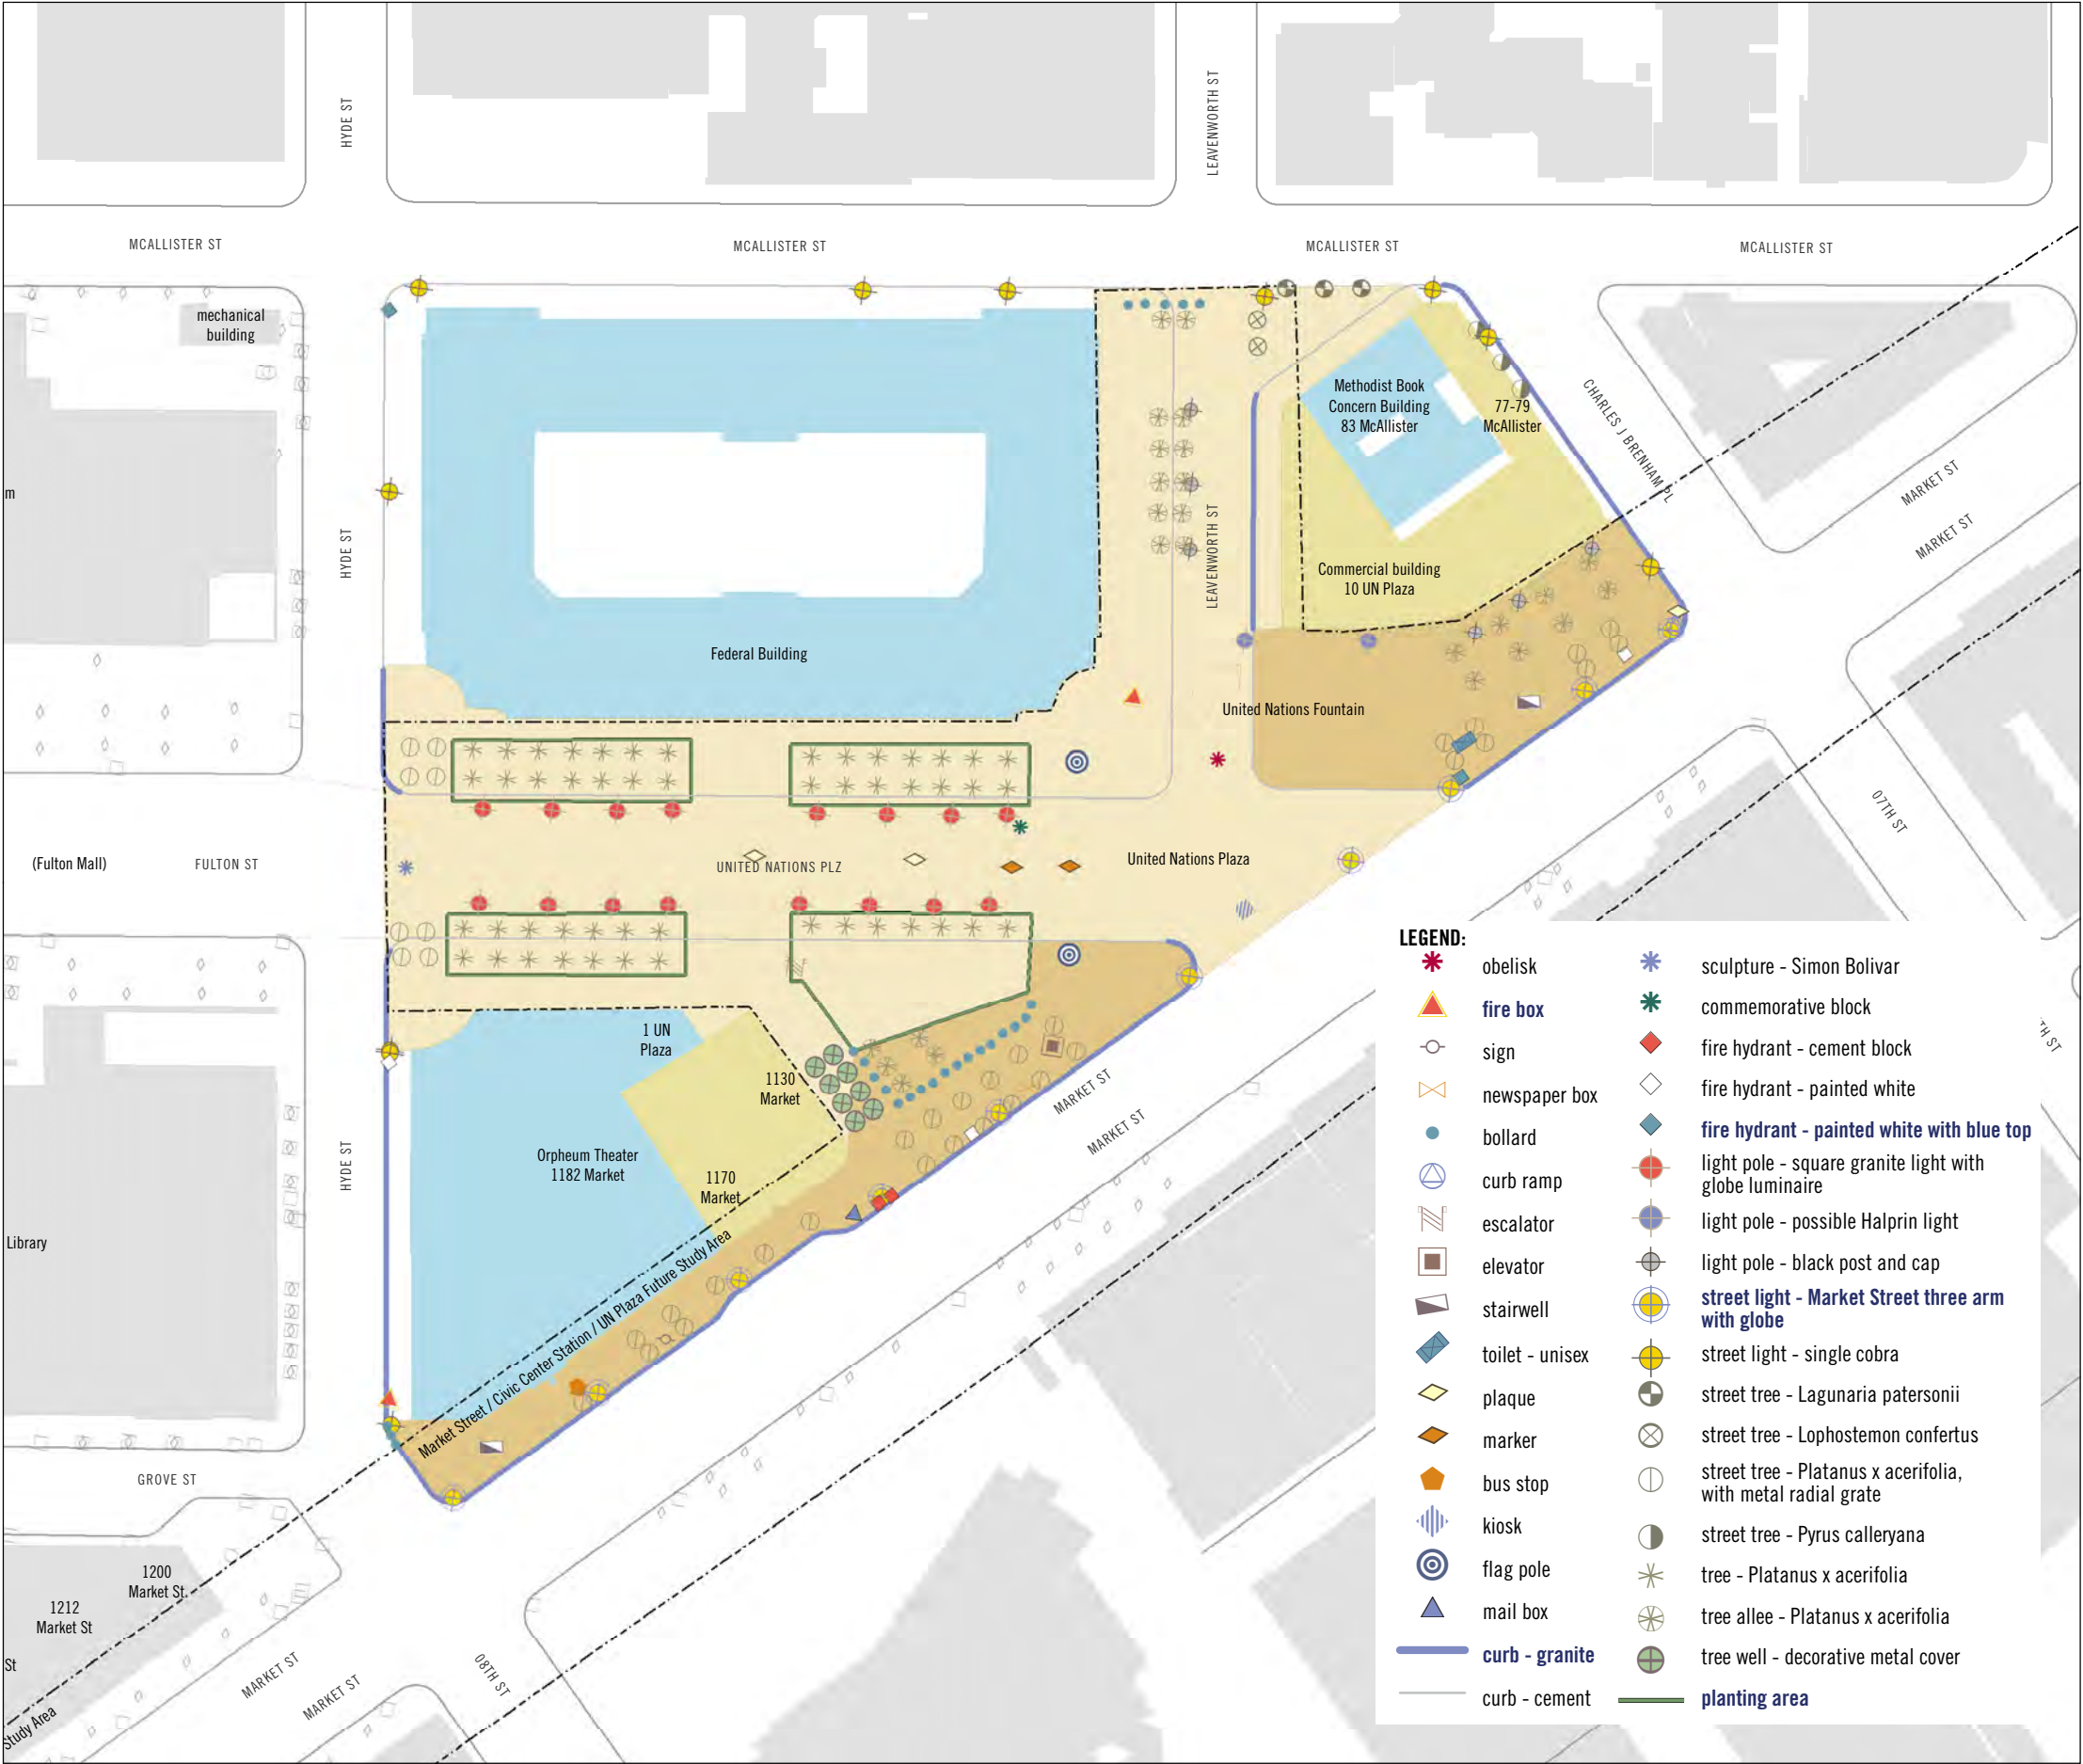 HYDE ST
LEAVENWORTH ST
MCALLISTER ST
MCALLISTER ST
MCALLISTER ST
MCALLISTER ST
mechanical
building
Methodist Book
Concern Building
83 McAllister
77-79
McAllister
CHARLES J BRENHAM PL
MARKET ST
MARKET ST
m
HYDE ST
LEAVENWORTH ST
Commercial building
10 UN Plaza
Federal Building
United Nations Fountain
07TH ST
(Fulton Mall)
FULTON ST
UNITED NATIONS PLZ
United Nations Plaza
1 UN
Plaza
1130
Market
MARKET ST
MARKET ST
Orpheum Theater
1182 Market
1170
Market
HYDE ST
Library
Market Street / Civic Center Station / UN Plaza Future Study Area
GROVE ST
1200
Market St.
1212
Market St
St
Study Area
MARKET ST
MARKET ST
08TH ST
TH ST
LEGEND:
obelisk
fire box
sign
newspaper box
bollard
curb ramp
escalator
elevator
stairwell
toilet - unisex
plaque
marker
bus stop
kiosk
flag pole
mail box
curb - granite
curb - cement
sculpture - Simon Bolivar
commemorative block
fire hydrant - cement block
fire hydrant - painted white
fire hydrant - painted white with blue top
light pole - square granite light with
globe luminaire
light pole - possible Halprin light
light pole - black post and cap
street light - Market Street three arm
with globe
street light - single cobra
street tree - Lagunaria patersonii
street tree - Lophostemon confertus
street tree - Platanus x acerifolia,
with metal radial grate
street tree - Pyrus calleryana
tree - Platanus x acerifolia
tree allee - Platanus x acerifolia
tree well - decorative metal cover
planting area